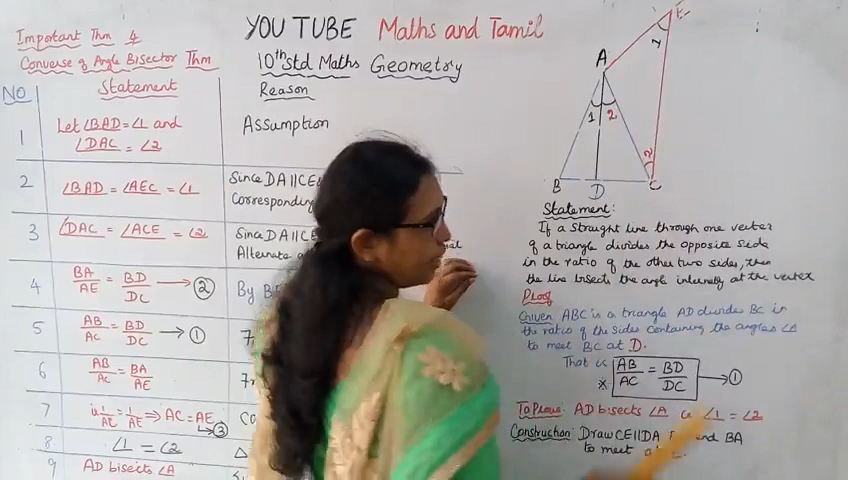 Important Thm 4
YOU TUBE Maths and Tamil
Converse of Angle Bisector Thm
10th Std Maths Geometry
NO Statement Reason
1 Let ∠BAD = ∠1 and
∠DAC = ∠2
Assumption
2 ∠BAD = ∠AEC = ∠1
Since DA||CE
Corresponding
3 ∠DAC = ∠ACE = ∠2
Since DA||CE
Alternate
4 BA/AE = BD/DC → ②
By
5 AB/AC = BD/DC → ①
6 AB/AC = BA/AE
7 1/AC = 1/AE ⇒ AC = AE → ③
8 ∠1 = ∠2
9 AD bisects ∠A
A
1 2
B D C
Statement:
If a straight line through one vertex
of a triangle divides the opposite side
in the ratio of the other two sides, then
the line bisects the angle internally at the vertex
Proof
Given: ABC is a triangle AD divides BC in
the ratio of the sides containing the angles ∠A
to meet BC at D.
That is
* AB/AC = BD/DC → ①
To Prove: AD bisects ∠A ie ∠1 = ∠2
Construction: Draw CE||DA BA
to meet